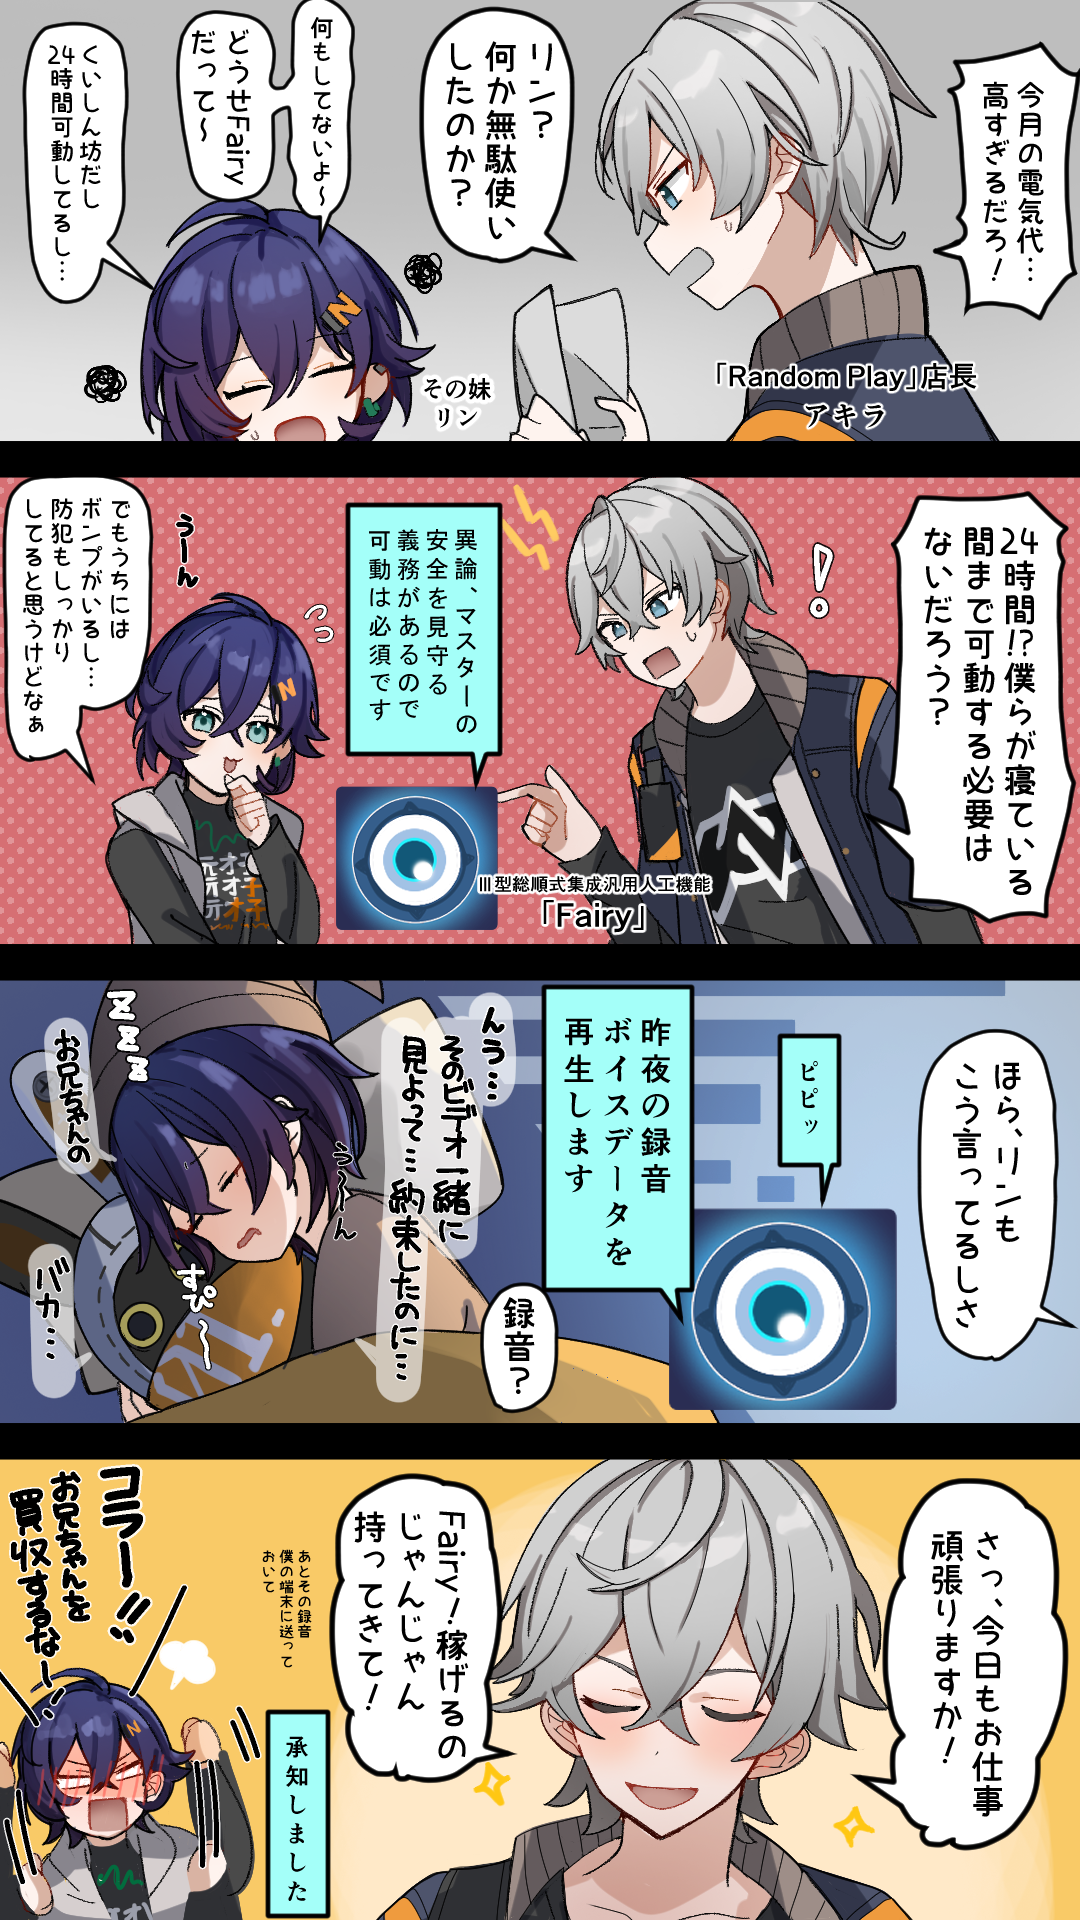 今月の電気代…
高すぎるだろ！
リン？
何か無駄使い
したのか？
何もしてないよ～
どうせFairy
だって～
くいしん坊だし
24時間可動してるし…
N
「Random Play」店長
アキラ
その妹
リン
24時間!?僕らが寝ている
間まで可動する必要は
ないだろう？
！
異論、マスターの
安全を見守る
義務があるので
可動は必須です
うーん
でもうちには
ボンプがいるし…
防犯もしっかり
してると思うけどなぁ
N
Ⅲ型総順式集成汎用人工機能
「Fairy」
ほら、リンも
こう言ってるしさ
ピピッ
昨夜の録音
ボイスデータを
再生します
録音？
んう…
そのビデオ一緒に
見よって…約束したのに…
う～ん
zzz
すぴ～
お兄ちゃんの
バカ…
さっ、今日もお仕事
頑張りますか！
Fairy！稼げるの
じゃんじゃん
持ってきて！
あとその録音
僕の端末に送って
おいて
承知しました
コラー!!
お兄ちゃんを
買収するなー！
N